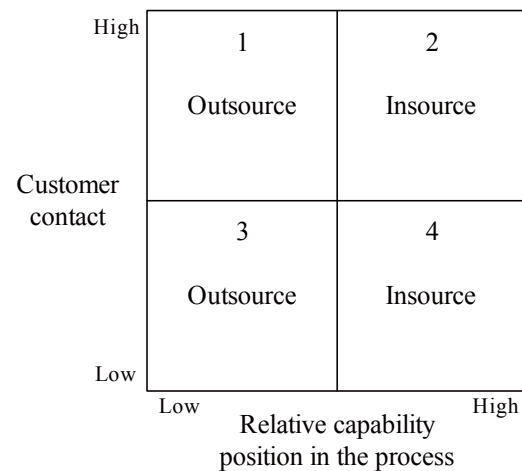 High
1
2
Outsource
Insource
Customer
contact
3
4
Outsource
Insource
Low
Low
High
Relative capability
position in the process